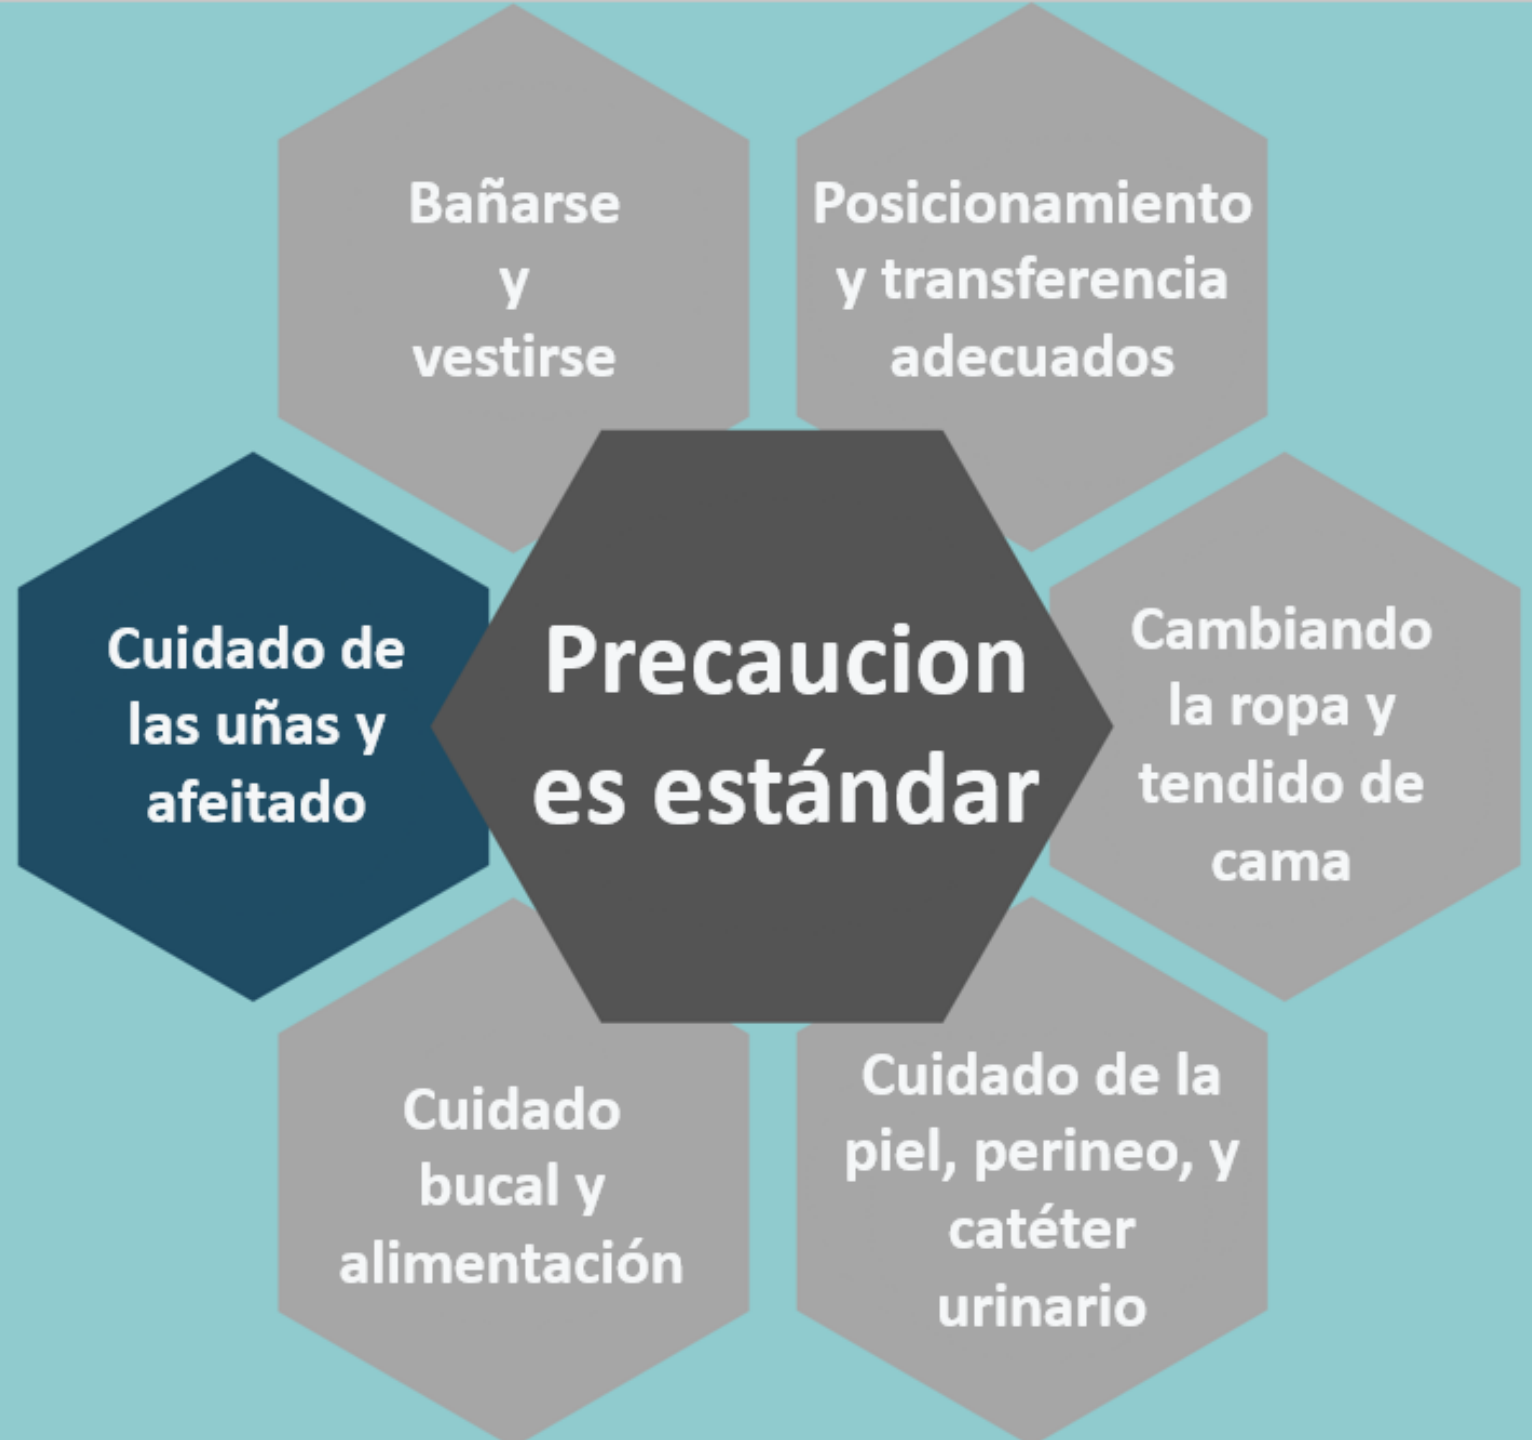 Bañarse
y
vestirse
Posicionamiento
y transferencia
adecuados
Cuidado de
las uñas y
afeitado
Precaucion
es estándar
Cambiando
la ropa y
tendido de
cama
Cuidado
bucal y
alimentación
Cuidado de la
piel, perineo, y
catéter
urinario